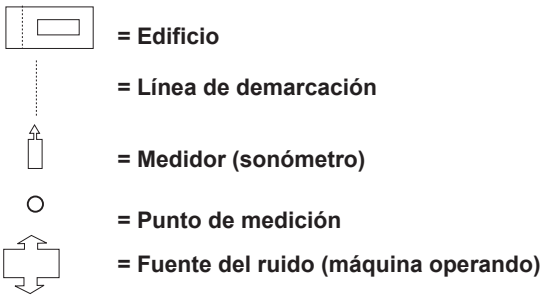 = Edificio
= Línea de demarcación
= Medidor (sonómetro)
= Punto de medición
= Fuente del ruido (máquina operando)